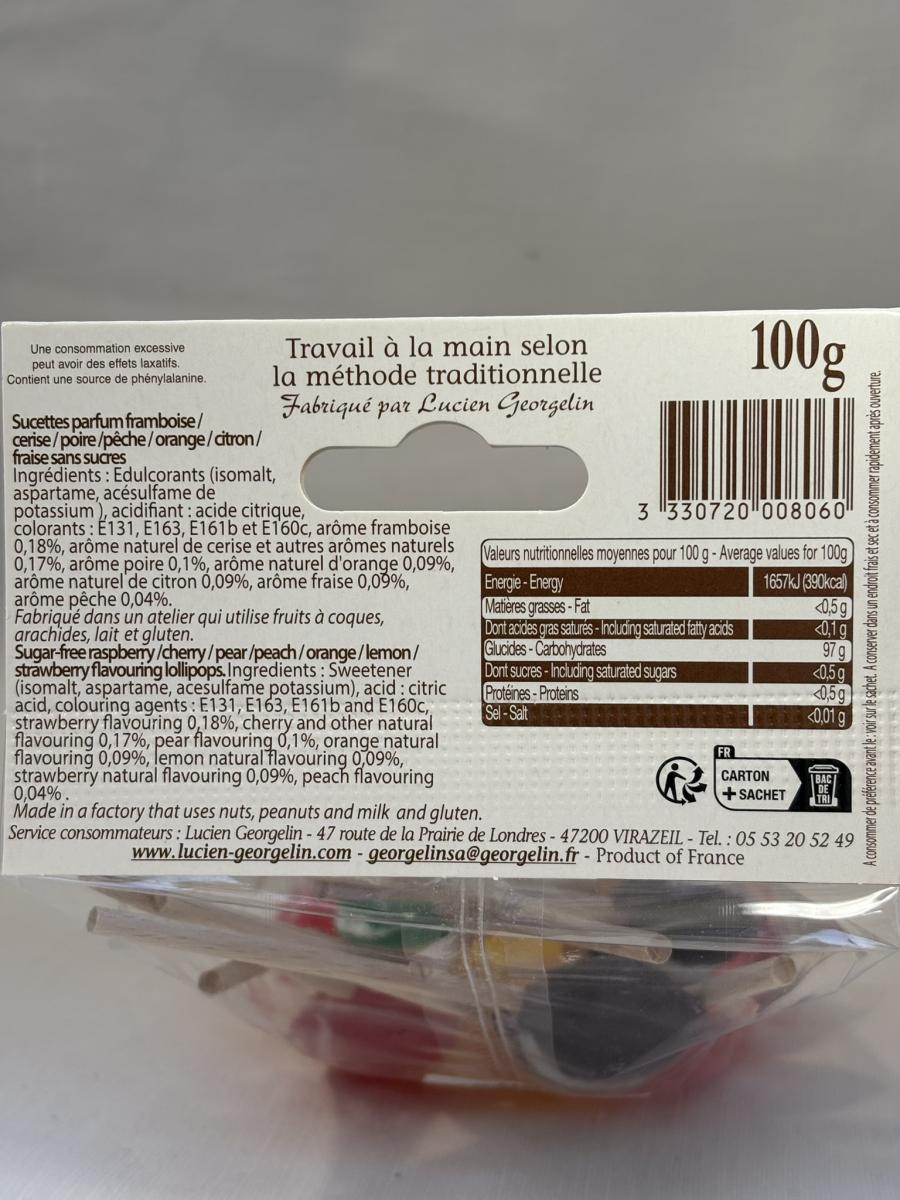 Une consommation excessive
peut avoir des effets laxatifs.
Contient une source de phénylalanine.
Travail à la main selon
la méthode traditionnelle
Fabriqué par Lucien Georgelin
100g
Sucettes parfum framboise /
cerise / poire /pêche / orange / citron /
fraise sans sucres
Ingrédients : Edulcorants (isomalt,
aspartame, acésulfame de
potassium ), acidifiant : acide citrique,
colorants : E131, E163, E161b et E160c, arôme framboise
0,18%, arôme naturel de cerise et autres arômes naturels
0,17%, arôme poire 0,1%, arôme naturel d'orange 0,09%,
arôme naturel de citron 0,09%, arôme fraise 0,09%,
arôme pêche 0,04%.
Fabriqué dans un atelier qui utilise fruits à coques,
arachides, lait et gluten.
Sugar-free raspberry /cherry / pear /peach / orange / lemon /
strawberry flavouring lollipops. Ingredients : Sweetener
(isomalt, aspartame, acesulfame potassium), acid : citric
acid, colouring agents : E131, E163, E161b and E160c,
strawberry flavouring 0,18%, cherry and other natural
flavouring 0,17%, pear flavouring 0,1%, orange natural
flavouring 0,09%, lemon natural flavouring 0,09%,
strawberry natural flavouring 0,09%, peach flavouring
0,04% .
Made in a factory that uses nuts, peanuts and milk and gluten.
3 330720 008060
Valeurs nutritionnelles moyennes pour 100 g - Average values for 100g
Energie - Energy 1657kJ (390kcal)
Matières grasses - Fat <0,5 g
Dont acides gras saturés - Including saturated fatty acids <0,1 g
Glucides - Carbohydrates 97 g
Dont sucres - Including saturated sugars <0,5 g
Protéines - Proteins <0,5 g
Sel - Salt <0,01 g
FR
CARTON
+ SACHET
BAC
DE
TRI
Service consommateurs : Lucien Georgelin - 47 route de la Prairie de Londres - 47200 VIRAZEIL - Tel. : 05 53 20 52 49
www.lucien-georgelin.com - georgelinsa@georgelin.fr - Product of France
A consommer de préférence avant le : voir sur le sachet. A conserver dans un endroit frais et sec et à consommer rapidement après ouverture.